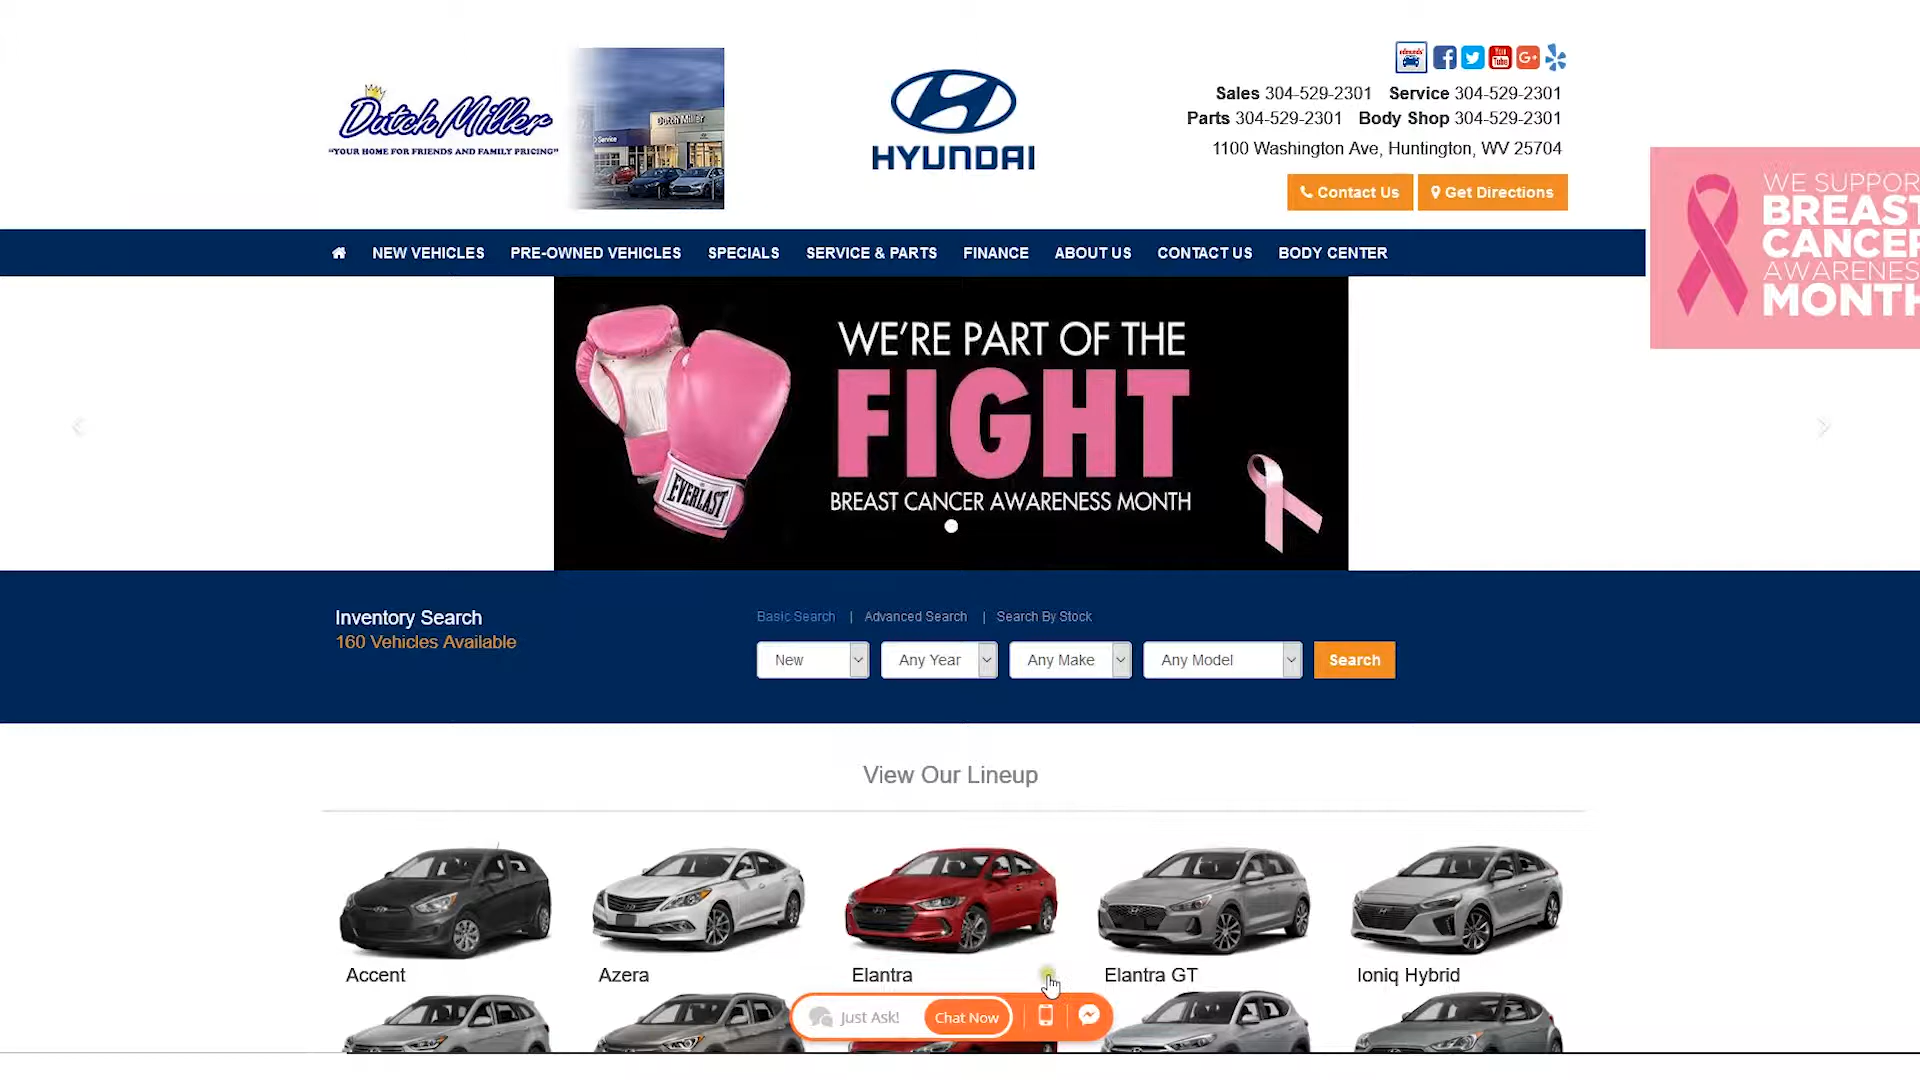 Dutch Miller
"YOUR HOME FOR FRIENDS AND FAMILY PRICING"
Service
Dutch Miller
HYUNDAI
edmunds
You Tube
G+
Sales 304-529-2301 Service 304-529-2301
Parts 304-529-2301 Body Shop 304-529-2301
1100 Washington Ave, Huntington, WV 25704
Contact Us Get Directions
WE SUPPOR
BREAST
CANCER
AWARENES
MONTH
NEW VEHICLES PRE-OWNED VEHICLES SPECIALS SERVICE & PARTS FINANCE ABOUT US CONTACT US BODY CENTER
WE'RE PART OF THE
FIGHT
BREAST CANCER AWARENESS MONTH
EVERLAST
Inventory Search
160 Vehicles Available
Basic Search | Advanced Search | Search By Stock
New Any Year Any Make Any Model Search
View Our Lineup
Accent Azera Elantra Elantra GT Ioniq Hybrid
Just Ask! Chat Now